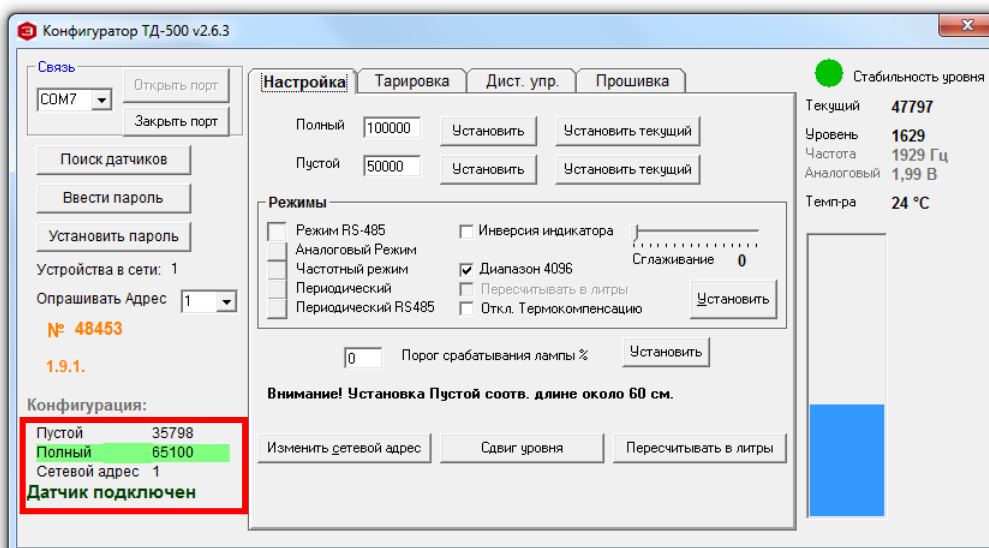 Конфигуратор ТД-500 v2.6.3
Связь
COM7
Открыть порт
Закрыть порт
Поиск датчиков
Ввести пароль
Установить пароль
Устройства в сети: 1
Опрашивать Адрес 1
№ 48453
1.9.1.
Конфигурация:
Пустой 35798
Полный 65100
Сетевой адрес 1
Датчик подключен
Настройка Тарировка Дист. упр. Прошивка
Полный 100000 Установить Установить текущий
Пустой 50000 Установить Установить текущий
Режимы
Режим RS-485
Аналоговый Режим
Частотный режим
Периодический
Периодический RS485
Инверсия индикатора
Диапазон 4096
Пересчитывать в литры
Откл. Термокомпенсацию
Сглаживание 0
Установить
0 Порог срабатывания лампы % Установить
Внимание! Установка Пустой соотв. длине около 60 см.
Изменить сетевой адрес Сдвиг уровня Пересчитывать в литры
Стабильность уровня
Текущий 47797
Уровень 1629
Частота 1929 Гц
Аналоговый 1,99 В
Темп-ра 24 °C